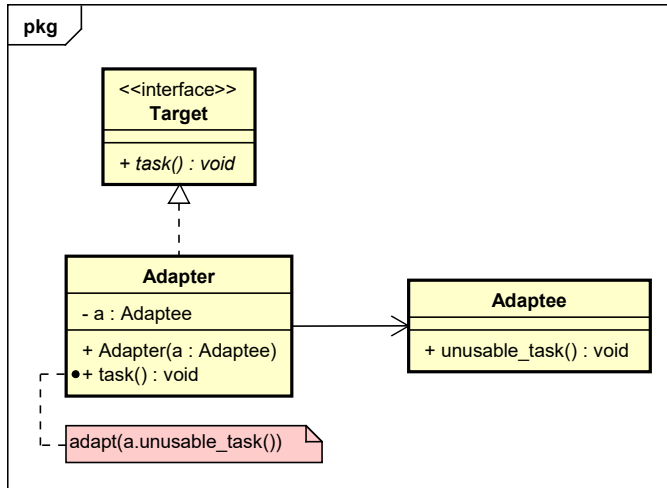 pkg
<<interface>>
Target
+ task() : void
Adapter
- a : Adaptee
+ Adapter(a : Adaptee)
+ task() : void
Adaptee
+ unusable_task() : void
adapt(a.unusable_task())